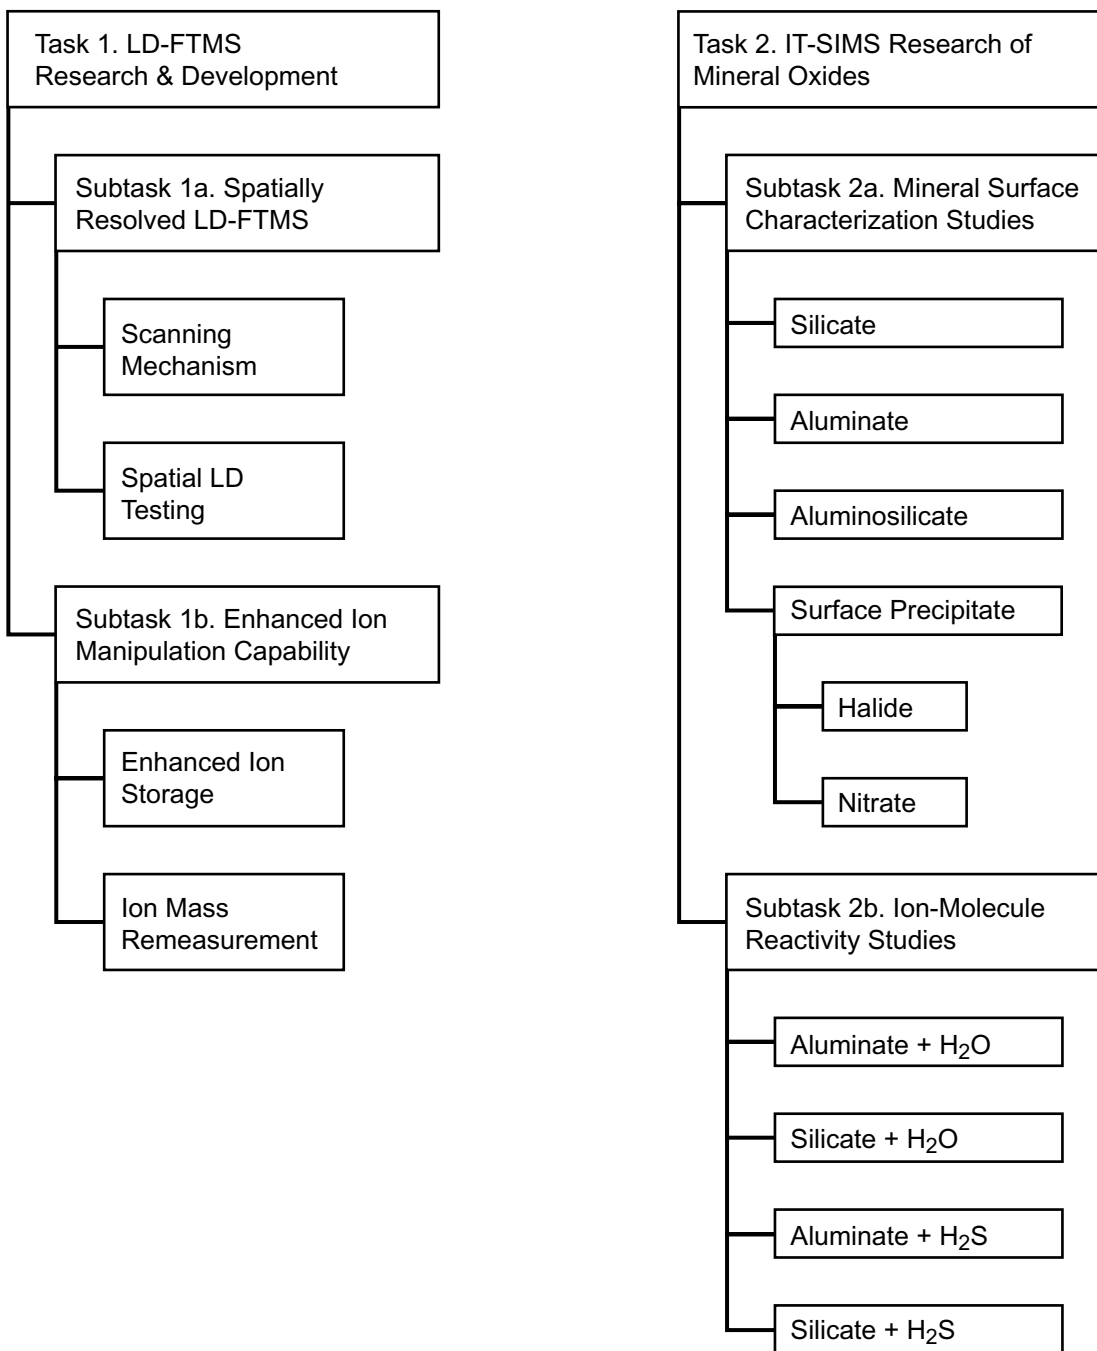 Task 1. LD-FTMS
Research & Development
Subtask 1a. Spatially
Resolved LD-FTMS
Scanning
Mechanism
Spatial LD
Testing
Subtask 1b. Enhanced Ion
Manipulation Capability
Enhanced Ion
Storage
Ion Mass
Remeasurement
Task 2. IT-SIMS Research of
Mineral Oxides
Subtask 2a. Mineral Surface
Characterization Studies
Silicate
Aluminate
Aluminosilicate
Surface Precipitate
Halide
Nitrate
Subtask 2b. Ion-Molecule
Reactivity Studies
Aluminate + H₂O
Silicate + H₂O
Aluminate + H₂S
Silicate + H₂S